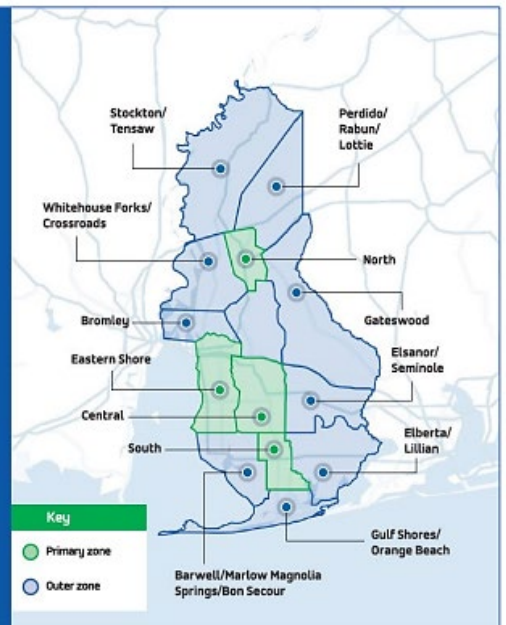 Stockton/
Tensaw
Perdido/
Rabun/
Lottie
Whitehouse Forks/
Crossroads
North
Gateswood
Bromley
Eastern Shore
Elsanor/
Seminole
Central
South
Elberta/
Lillian
Gulf Shores/
Orange Beach
Barwell/Marlow Magnolia
Springs/Bon Secour
Key
Primary zone
Outer zone